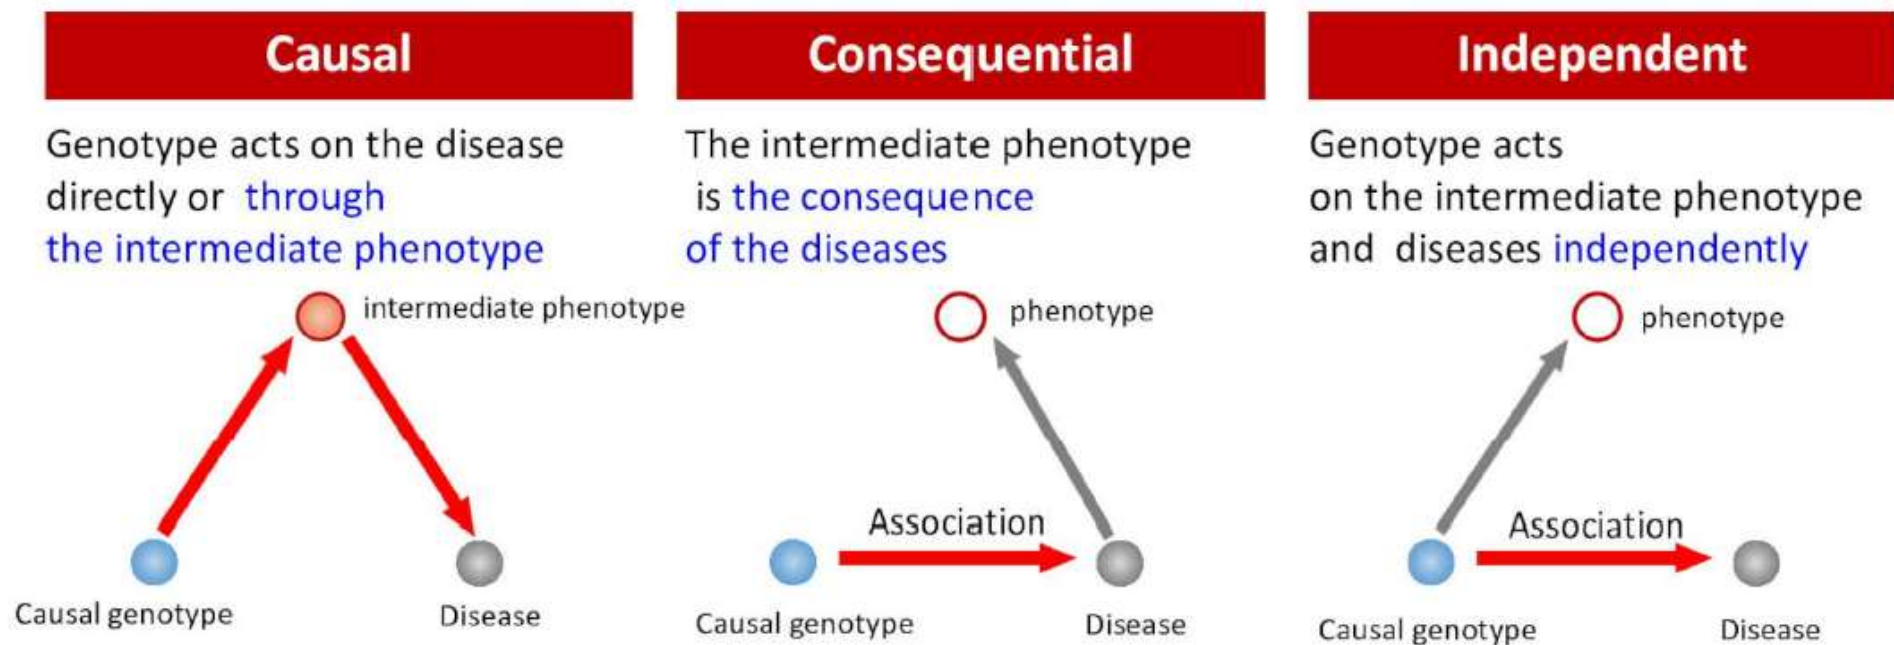 Causal
Genotype acts on the disease
directly or through
the intermediate phenotype
intermediate phenotype
Causal genotype
Disease
Consequential
The intermediate phenotype
is the consequence
of the diseases
phenotype
Association
Causal genotype
Disease
Independent
Genotype acts
on the intermediate phenotype
and diseases independently
phenotype
Association
Causal genotype
Disease